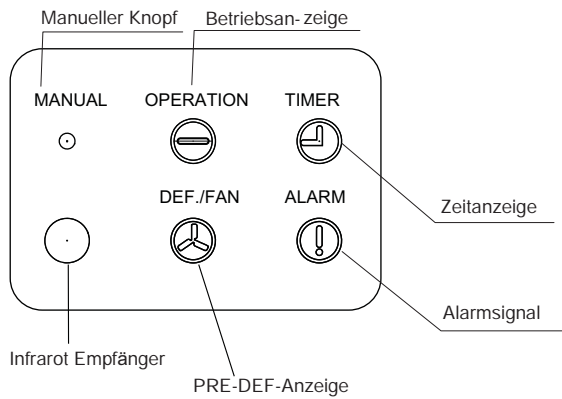 Manueller Knopf
Betriebsan-zeige
MANUAL
OPERATION
TIMER
DEF./FAN
ALARM
Zeitanzeige
Alarmsignal
Infrarot Empfänger
PRE-DEF-Anzeige